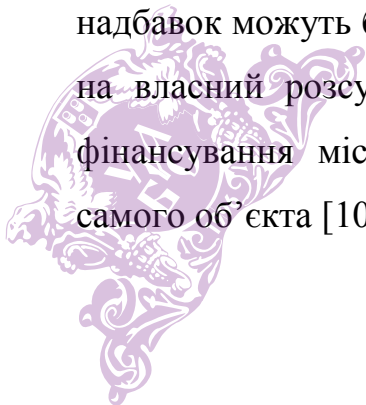 надбавок можуть
на власний розсу
фінансування міс
самого об’єкта [10